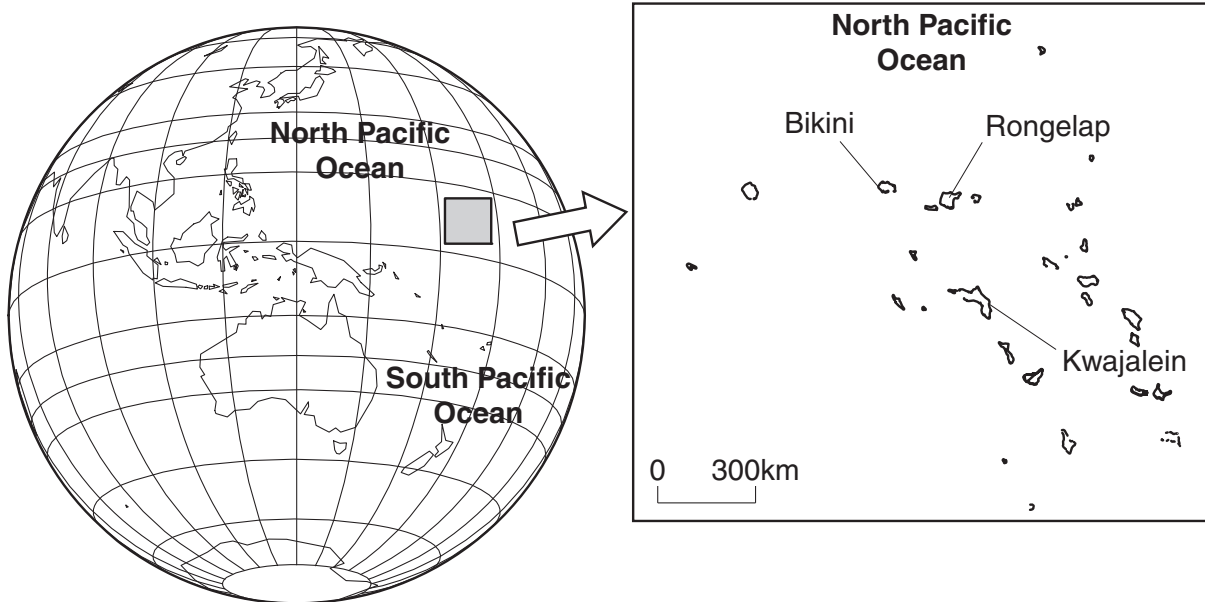 North Pacific
Ocean
South Pacific
Ocean
North Pacific
Ocean
Bikini
Rongelap
Kwajalein
0 300km